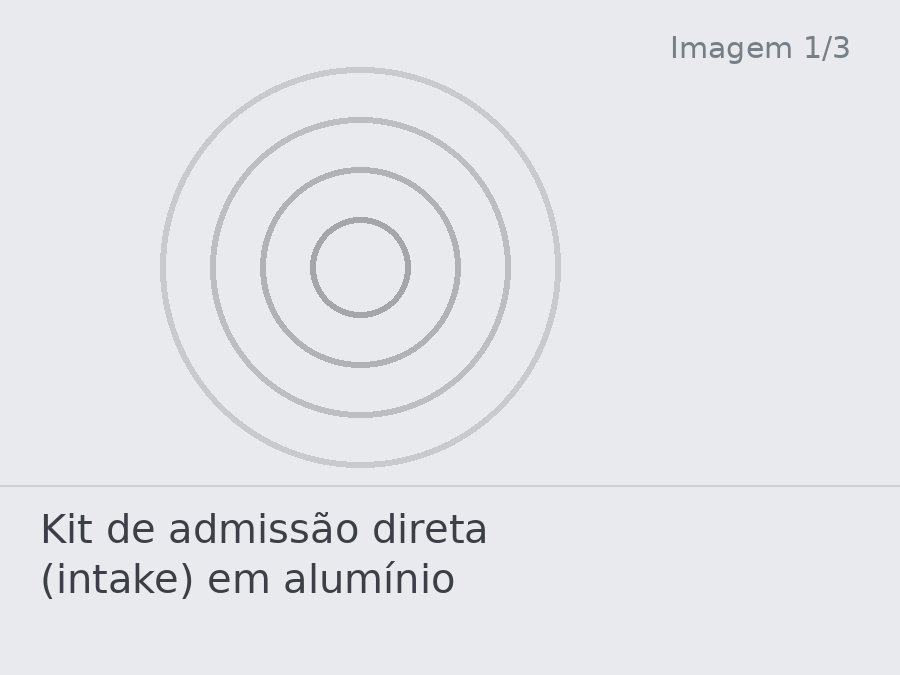 Imagem 1/3
Kit de admissão direta
(intake) em alumínio